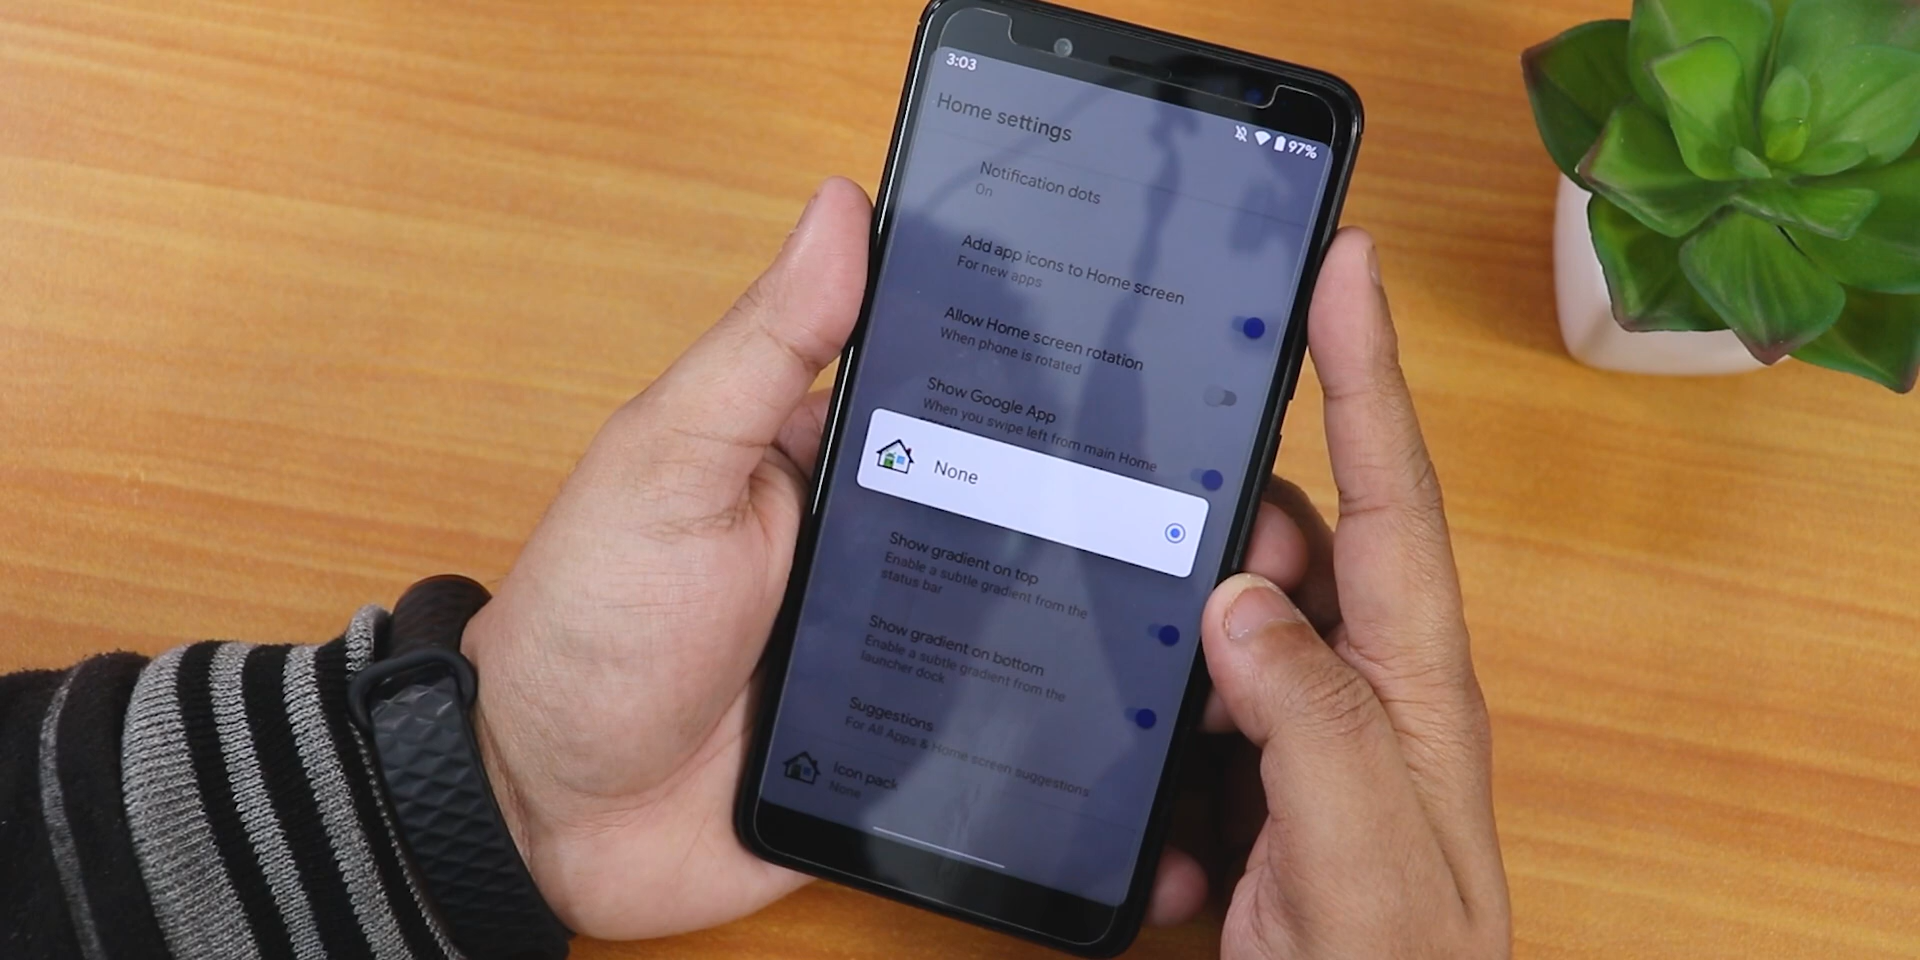 3:03
97%
Home settings
Notification dots
On
Add app icons to Home screen
For new apps
Allow Home screen rotation
When phone is rotated
Show Google App
When you swipe left from main Home
None
Show gradient on top
Enable a subtle gradient from the
status bar
Show gradient on bottom
Enable a subtle gradient from the
launcher dock
Suggestions
For All Apps & Home screen suggestions
Icon pack
None